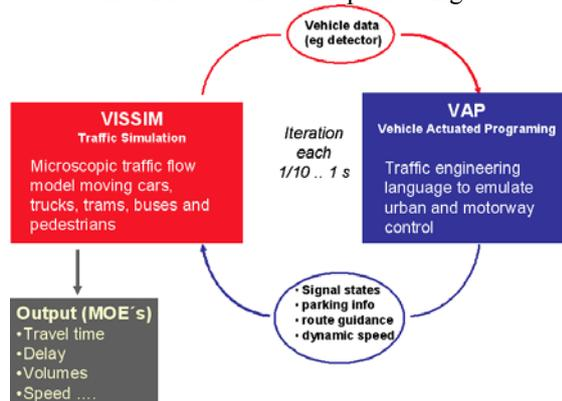 Vehicle data
(eg detector)
VISSIM
Traffic Simulation
Microscopic traffic flow
model moving cars,
trucks, trams, buses and
pedestrians
Iteration
each
1/10 .. 1 s
VAP
Vehicle Actuated Programing
Traffic engineering
language to emulate
urban and motorway
control
• Signal states
• parking info
• route guidance
• dynamic speed
Output (MOE´s)
•Travel time
•Delay
•Volumes
•Speed ....